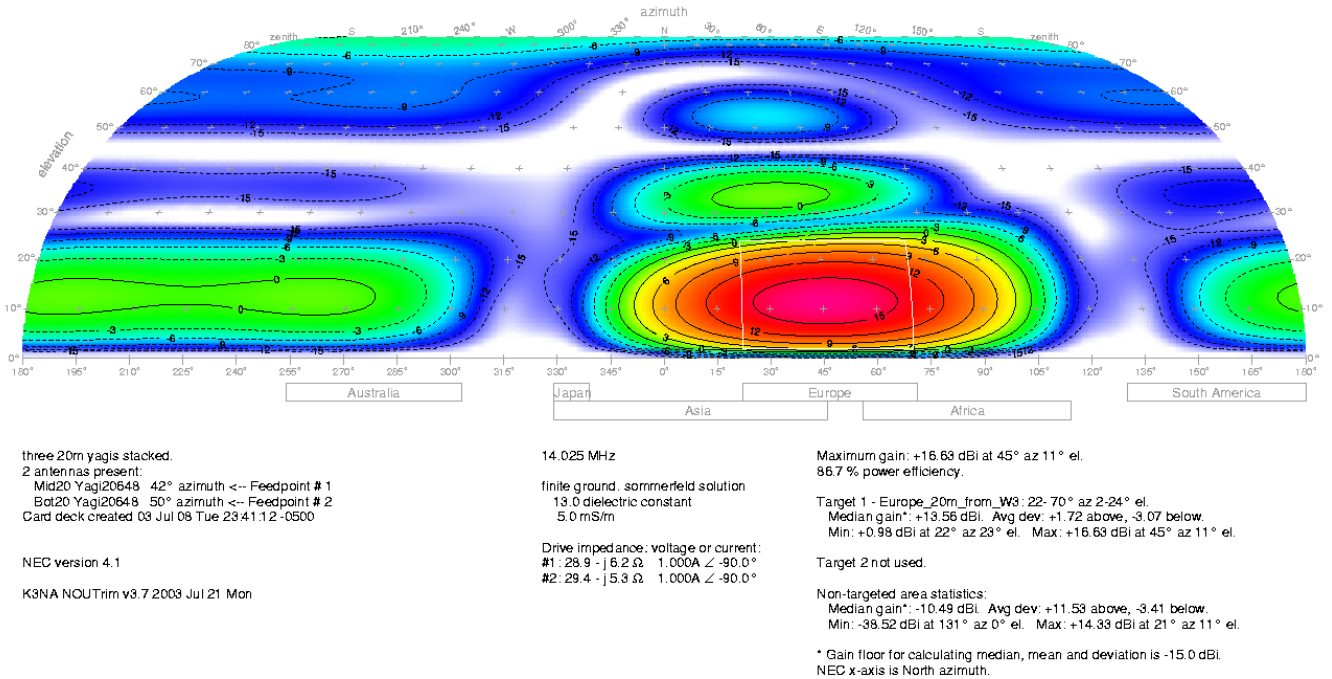 azimuth
zenith S 210° 240° W 300° 330° N 30° 60° E 120° 150° S zenith
80° 80°
70° 70°
60° 60°
50° 50°
elevation
40° 40°
30° 30°
20° 20°
10° 10°
0° 0°
180° 195° 210° 225° 240° 255° 270° 285° 300° 315° 330° 345° 0° 15° 30° 45° 60° 75° 90° 105° 120° 135° 150° 165° 180°
Australia Japan Europe South America
Asia Africa
three 20m yagis stacked.
2 antennas present:
Mid20 Yagi20648 42° azimuth <-- Feedpoint # 1
Bot20 Yagi20648 50° azimuth <-- Feedpoint # 2
Card deck created 03 Jul 08 Tue 23:41:12 -0500
NEC version 4.1
K3NA NOUTrim v3.7 2003 Jul 21 Mon
14.025 MHz
finite ground. sommerfeld solution
13.0 dielectric constant
5.0 mS/m
Drive impedance: voltage or current:
#1: 28.9 - j 6.2 Ω 1.000A ∠ -90.0°
#2: 29.4 - j 5.3 Ω 1.000A ∠ -90.0°
Maximum gain: +16.63 dBi at 45° az 11° el.
86.7 % power efficiency.
Target 1 - Europe_20m_from_W3: 22- 70° az 2-24° el.
Median gain*: +13.56 dBi. Avg dev: +1.72 above, -3.07 below.
Min: +0.98 dBi at 22° az 23° el. Max: +16.63 dBi at 45° az 11° el.
Target 2 not used.
Non-targeted area statistics:
Median gain*: -10.49 dBi. Avg dev: +11.53 above, -3.41 below.
Min: -38.52 dBi at 131° az 0° el. Max: +14.33 dBi at 21° az 11° el.
* Gain floor for calculating median, mean and deviation is -15.0 dBi.
NEC x-axis is North azimuth.